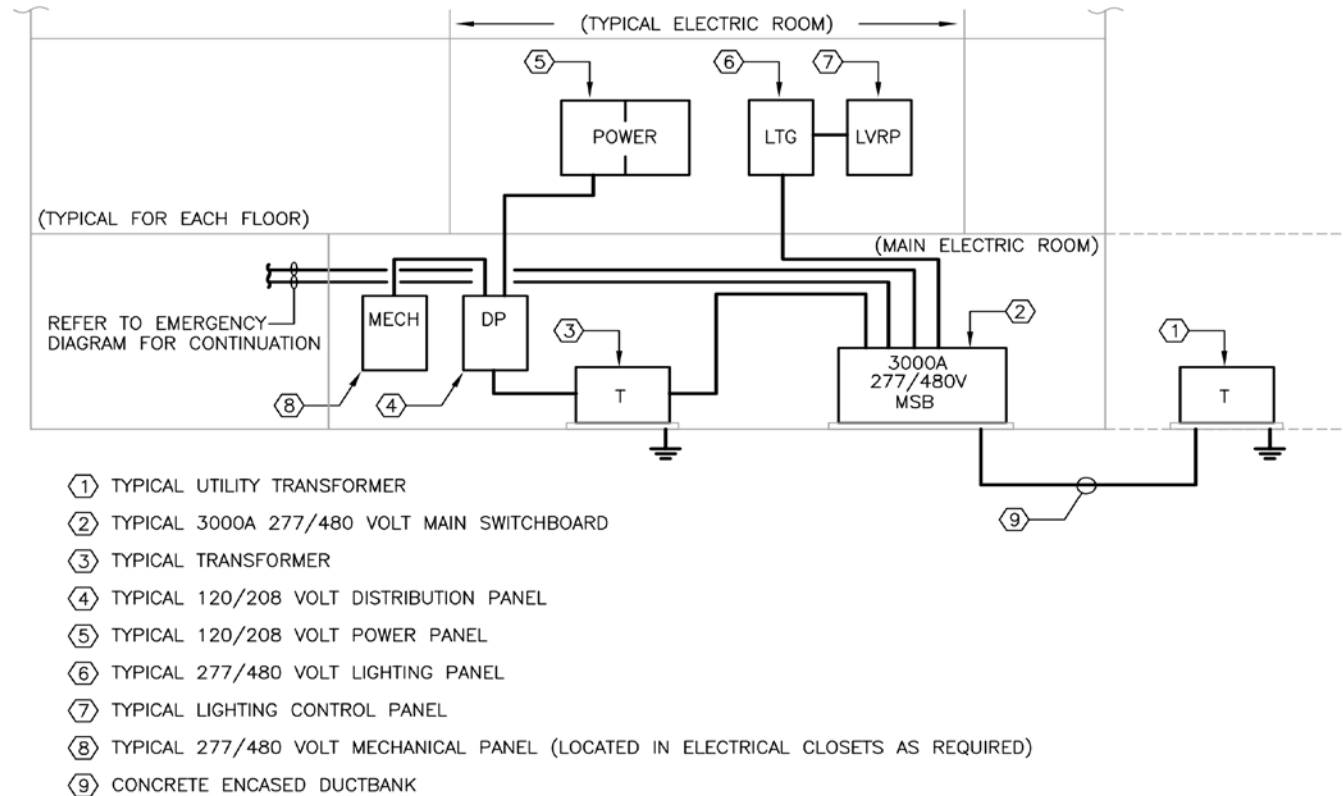 (TYPICAL ELECTRIC ROOM)
5
6
7
POWER
LTG
LVRP
(TYPICAL FOR EACH FLOOR)
(MAIN ELECTRIC ROOM)
REFER TO EMERGENCY
DIAGRAM FOR CONTINUATION
MECH
DP
3
2
1
8
4
T
3000A
277/480V
MSB
T
9
1 TYPICAL UTILITY TRANSFORMER
2 TYPICAL 3000A 277/480 VOLT MAIN SWITCHBOARD
3 TYPICAL TRANSFORMER
4 TYPICAL 120/208 VOLT DISTRIBUTION PANEL
5 TYPICAL 120/208 VOLT POWER PANEL
6 TYPICAL 277/480 VOLT LIGHTING PANEL
7 TYPICAL LIGHTING CONTROL PANEL
8 TYPICAL 277/480 VOLT MECHANICAL PANEL (LOCATED IN ELECTRICAL CLOSETS AS REQUIRED)
9 CONCRETE ENCASED DUCTBANK